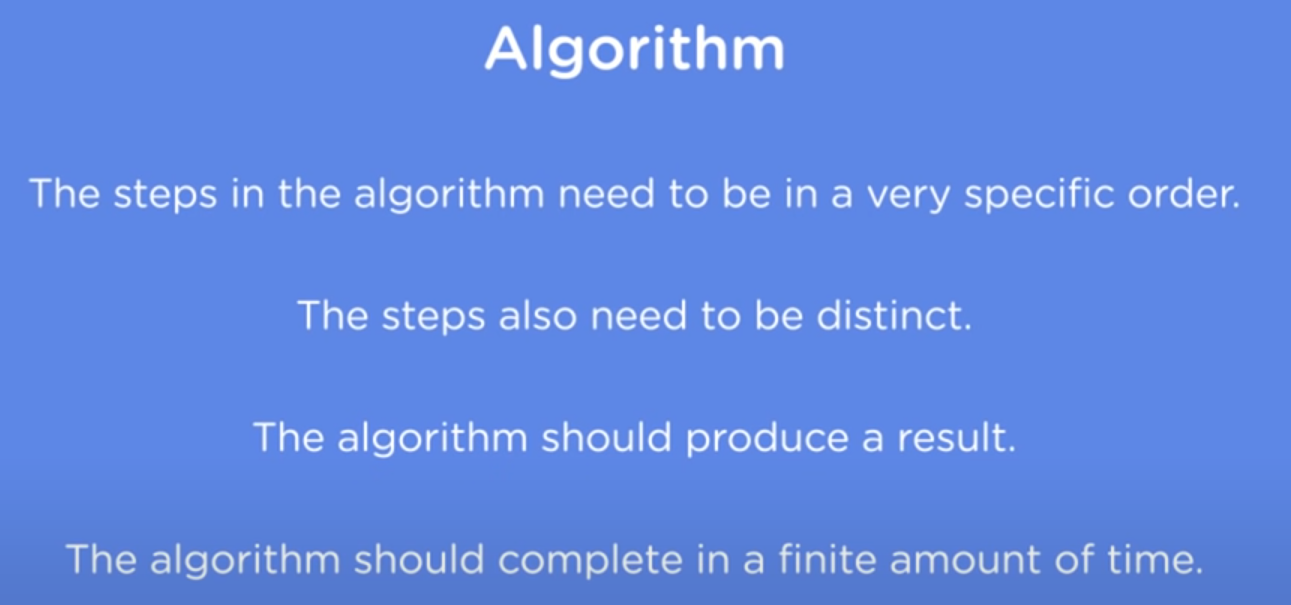 Algorithm
The steps in the algorithm need to be in a very specific order.
The steps also need to be distinct.
The algorithm should produce a result.
The algorithm should complete in a finite amount of time.